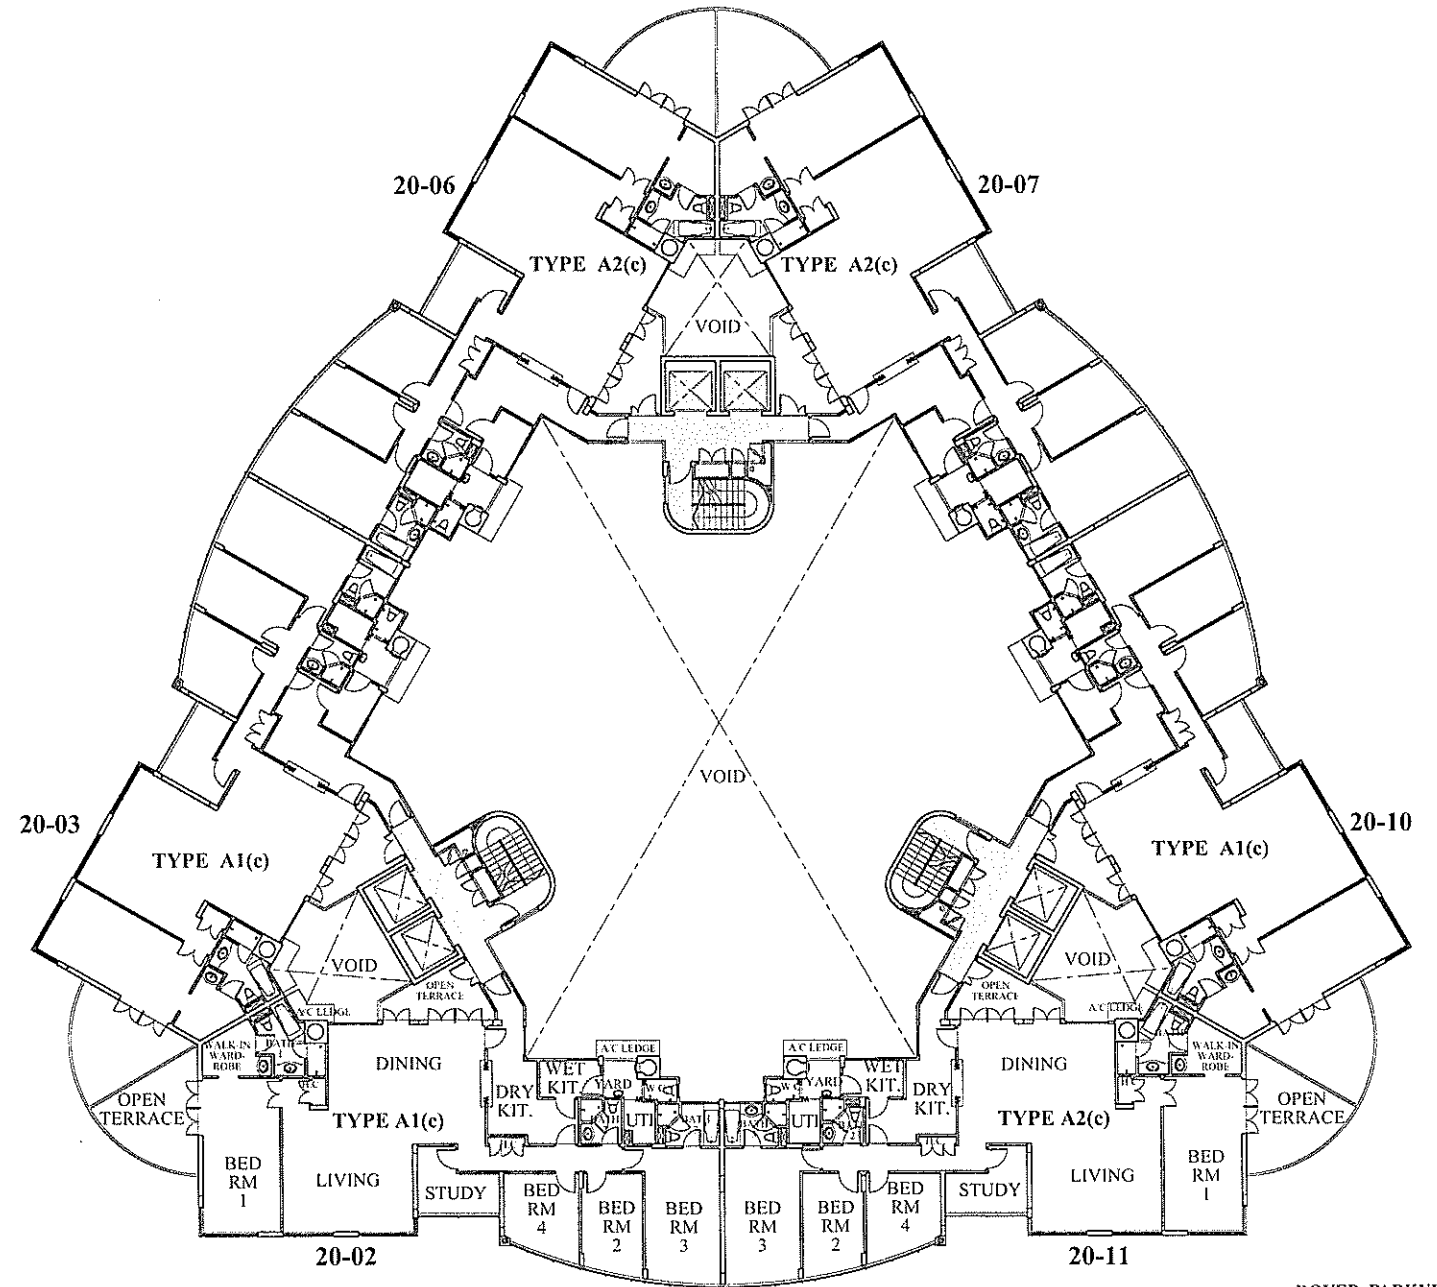 20-06
20-07
TYPE A2(c)
TYPE A2(c)
VOID
VOID
20-03
20-10
TYPE A1(c)
TYPE A1(c)
VOID
VOID
OPEN
TERRACE
OPEN
TERRACE
A/C LEDGE
A/C LEDGE
WALK-IN
WARD-
ROBE
BATH
1
DINING
DINING
WALK-IN
WARD-
ROBE
A/C LEDGE
A/C LEDGE
WET
KIT.
YARD
W.C
W.C
YARD
WET
KIT.
DRY
KIT.
DRY
KIT.
OPEN
TERRACE
OPEN
TERRACE
H.C
TYPE A1(c)
UTI
UTI
TYPE A2(c)
BED
RM
1
LIVING
STUDY
BED
RM
4
BED
RM
2
BED
RM
3
BED
RM
3
BED
RM
2
BED
RM
4
STUDY
LIVING
BED
RM
1
20-02
20-11